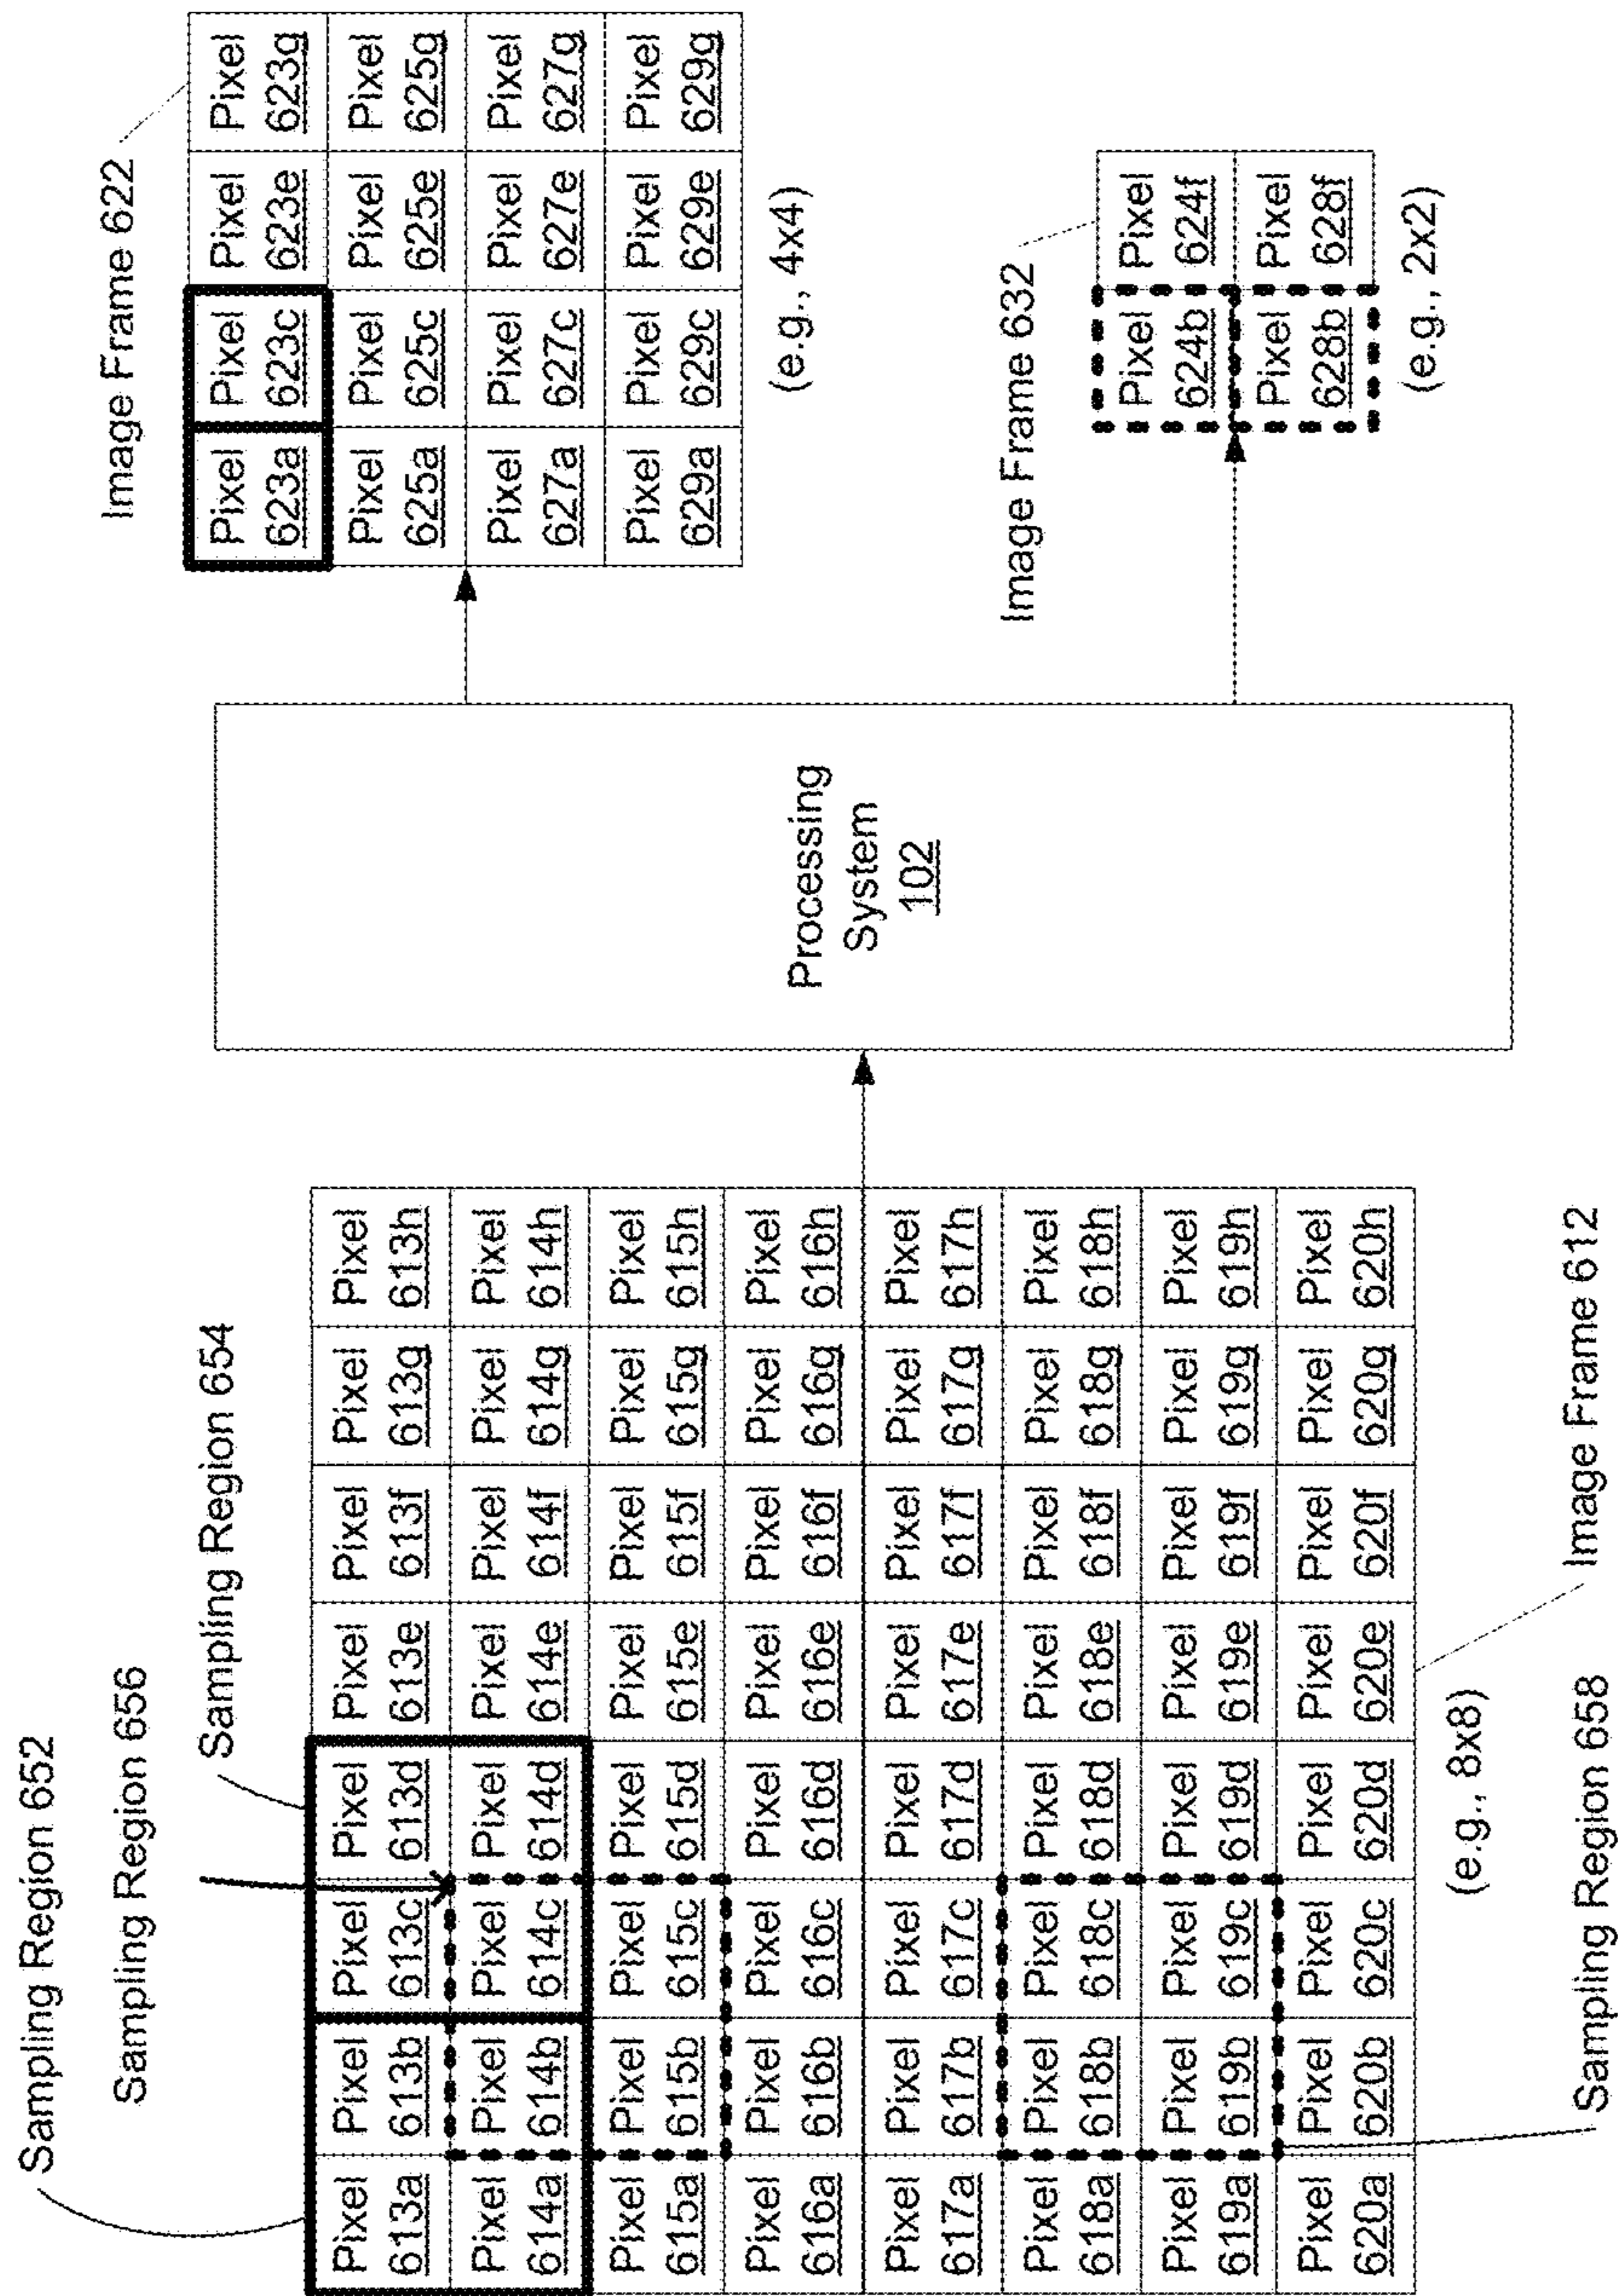 Sampling Region 652
Sampling Region 656
Sampling Region 654
Pixel Pixel Pixel Pixel Pixel Pixel Pixel Pixel
613a 613b 613c 613d 613e 613f 613g 613h
Pixel Pixel Pixel Pixel Pixel Pixel Pixel Pixel
614a 614b 614c 614d 614e 614f 614g 614h
Pixel Pixel Pixel Pixel Pixel Pixel Pixel Pixel
615a 615b 615c 615d 615e 615f 615g 615h
Pixel Pixel Pixel Pixel Pixel Pixel Pixel Pixel
616a 616b 616c 616d 616e 616f 616g 616h
Pixel Pixel Pixel Pixel Pixel Pixel Pixel Pixel
617a 617b 617c 617d 617e 617f 617g 617h
Pixel Pixel Pixel Pixel Pixel Pixel Pixel Pixel
618a 618b 618c 618d 618e 618f 618g 618h
Pixel Pixel Pixel Pixel Pixel Pixel Pixel Pixel
619a 619b 619c 619d 619e 619f 619g 619h
Pixel Pixel Pixel Pixel Pixel Pixel Pixel Pixel
620a 620b 620c 620d 620e 620f 620g 620h
(e.g., 8x8)
Sampling Region 658
Image Frame 612
Processing
System
102
Image Frame 622
Pixel Pixel Pixel Pixel
623a 623c 623e 623g
Pixel Pixel Pixel Pixel
625a 625c 625e 625g
Pixel Pixel Pixel Pixel
627a 627c 627e 627g
Pixel Pixel Pixel Pixel
629a 629c 629e 629g
(e.g., 4x4)
Image Frame 632
Pixel Pixel
624b 624f
Pixel Pixel
628b 628f
(e.g., 2x2)